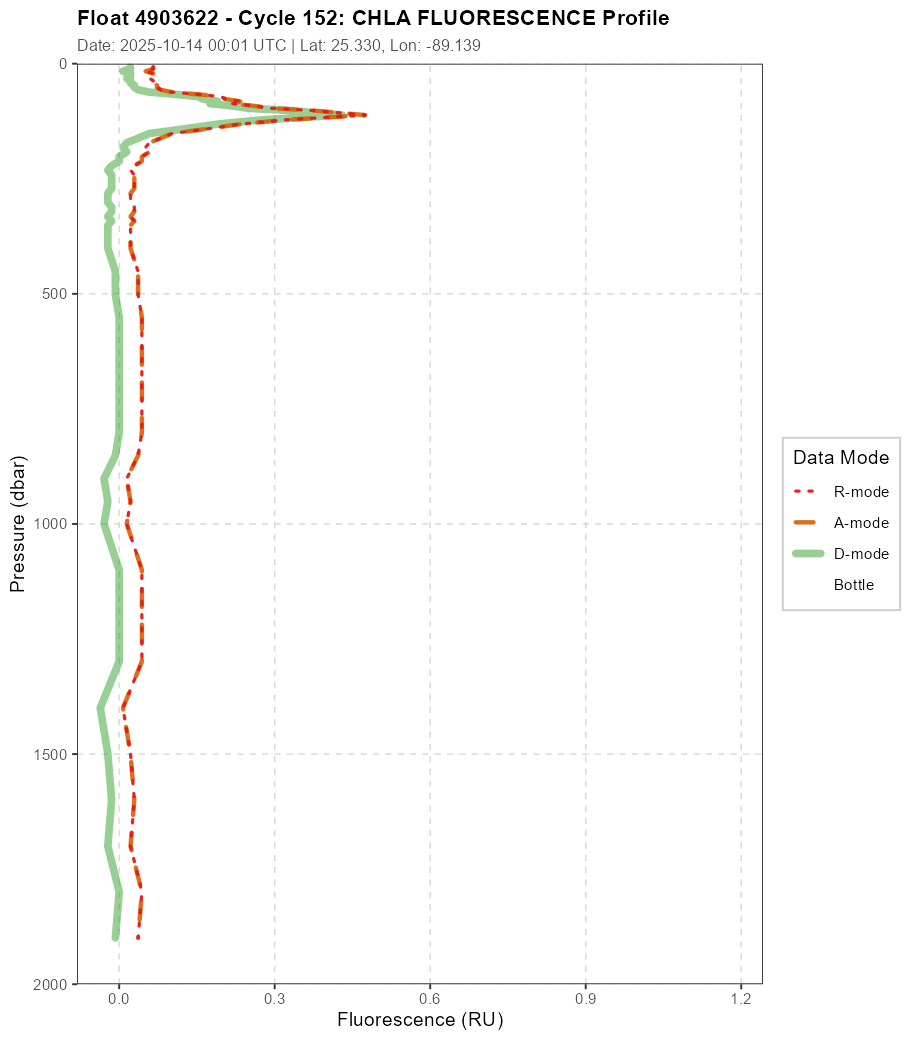 Float 4903622 - Cycle 152: CHLA FLUORESCENCE Profile
Date: 2025-10-14 00:01 UTC | Lat: 25.330, Lon: -89.139
0
500
1000
1500
2000
Pressure (dbar)
0.0 0.3 0.6 0.9 1.2
Fluorescence (RU)
Data Mode
R-mode
A-mode
D-mode
Bottle